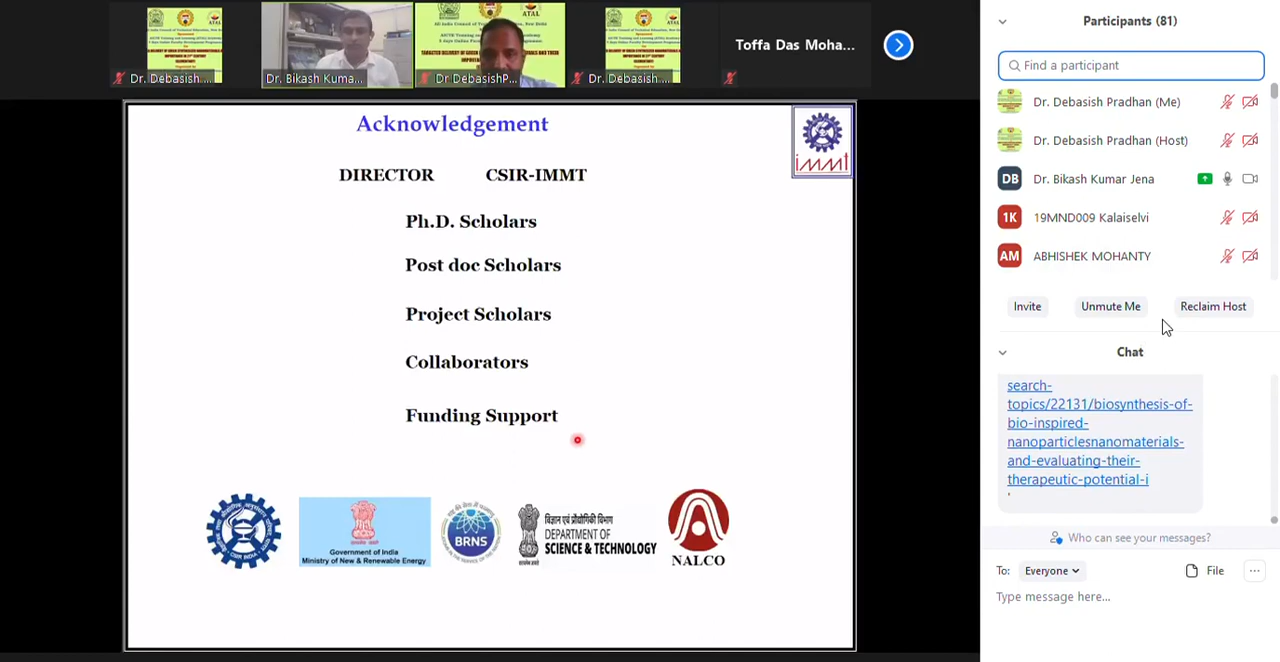 Dr. Debasish ...
Dr. Bikash Kuma...
Dr DebasishP...
Dr. Debasish ...
Toffa Das Moha...
Acknowledgement
immt
DIRECTOR CSIR-IMMT
Ph.D. Scholars
Post doc Scholars
Project Scholars
Collaborators
Funding Support
Government of India
Ministry of New & Renewable Energy
BRNS
विज्ञान एवं प्रौद्योगिकी विभाग
DEPARTMENT OF
SCIENCE & TECHNOLOGY
NALCO
Participants (81)
Find a participant
Dr. Debasish Pradhan (Me)
Dr. Debasish Pradhan (Host)
DB Dr. Bikash Kumar Jena
1K 19MND009 Kalaiselvi
AM ABHISHEK MOHANTY
Invite Unmute Me Reclaim Host
Chat
search-
topics/22131/biosynthesis-of-
bio-inspired-
nanoparticlesnanomaterials-
and-evaluating-their-
therapeutic-potential-i
'
Who can see your messages?
To: Everyone File ...
Type message here...